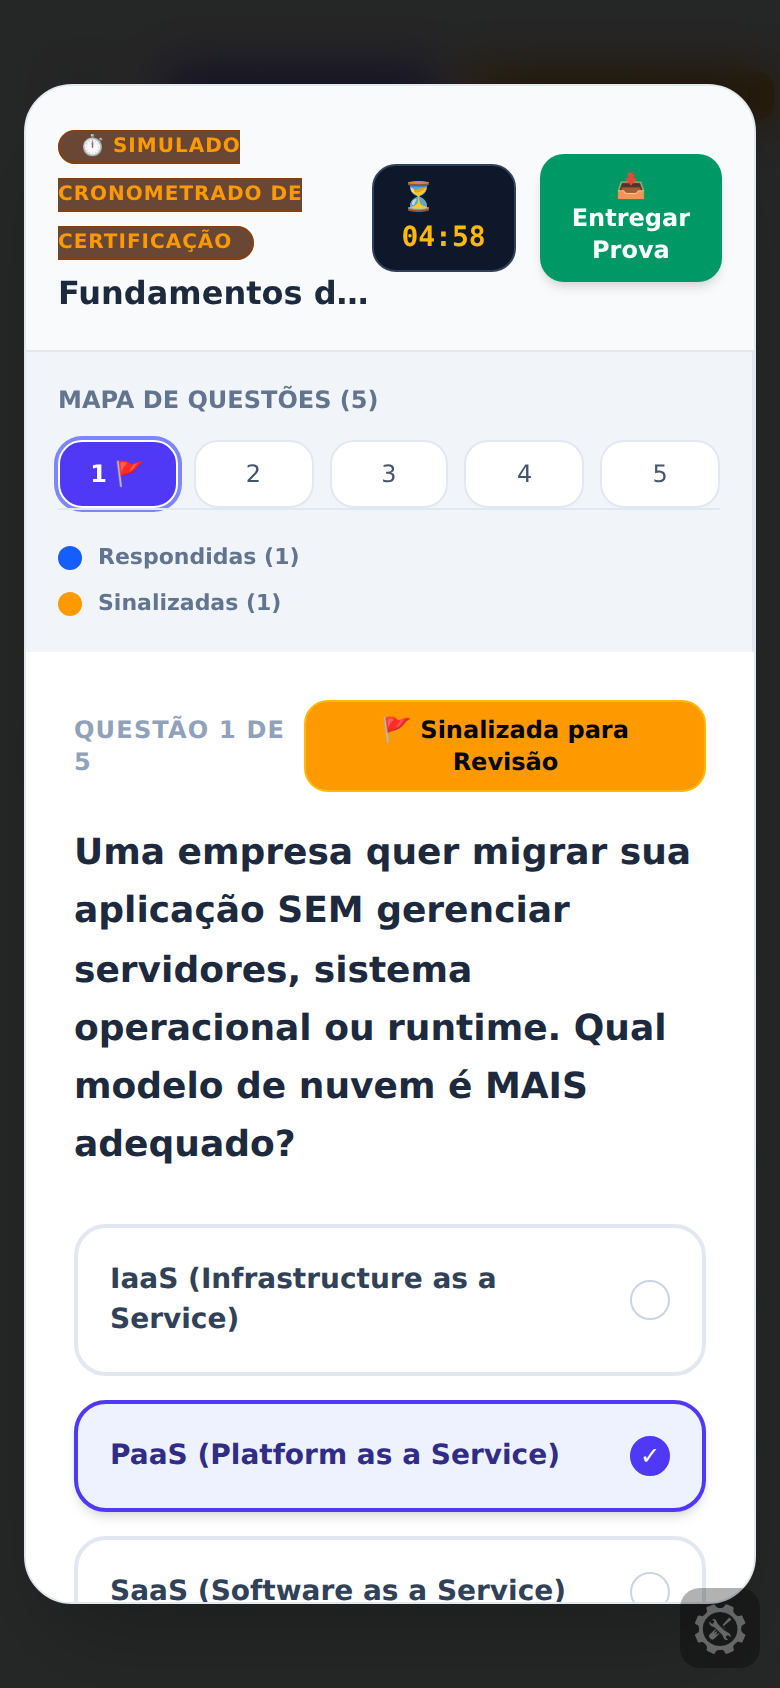 ⏱️ SIMULADO
CRONOMETRADO DE
CERTIFICAÇÃO
Fundamentos d...
⏳
04:58
📥
Entregar
Prova
MAPA DE QUESTÕES (5)
1 🚩
2
3
4
5
Respondidas (1)
Sinalizadas (1)
QUESTÃO 1 DE
5
🚩 Sinalizada para
Revisão
Uma empresa quer migrar sua
aplicação SEM gerenciar
servidores, sistema
operacional ou runtime. Qual
modelo de nuvem é MAIS
adequado?
IaaS (Infrastructure as a
Service)
PaaS (Platform as a Service)
✓
SaaS (Software as a Service)